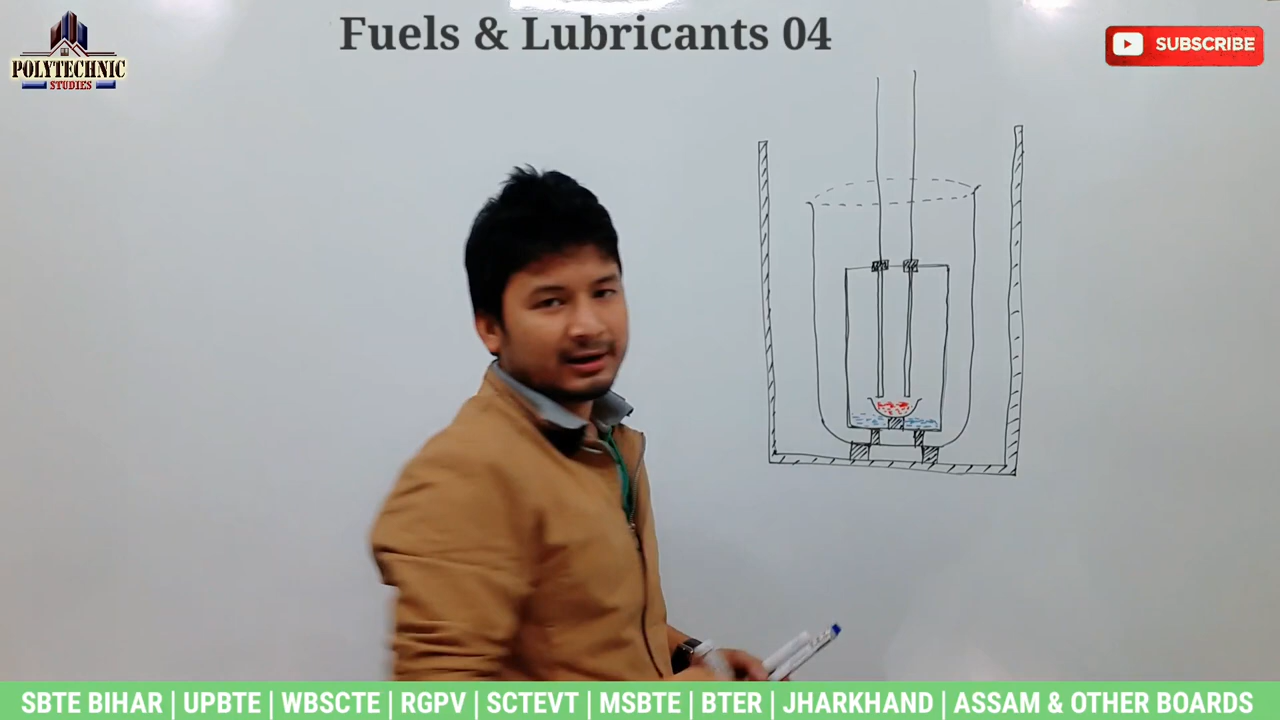 Fuels & Lubricants 04
POLYTECHNIC
STUDIES
SUBSCRIBE
SBTE BIHAR | UPBTE | WBSCTE | RGPV | SCTEVT | MSBTE | BTER | JHARKHAND | ASSAM & OTHER BOARDS